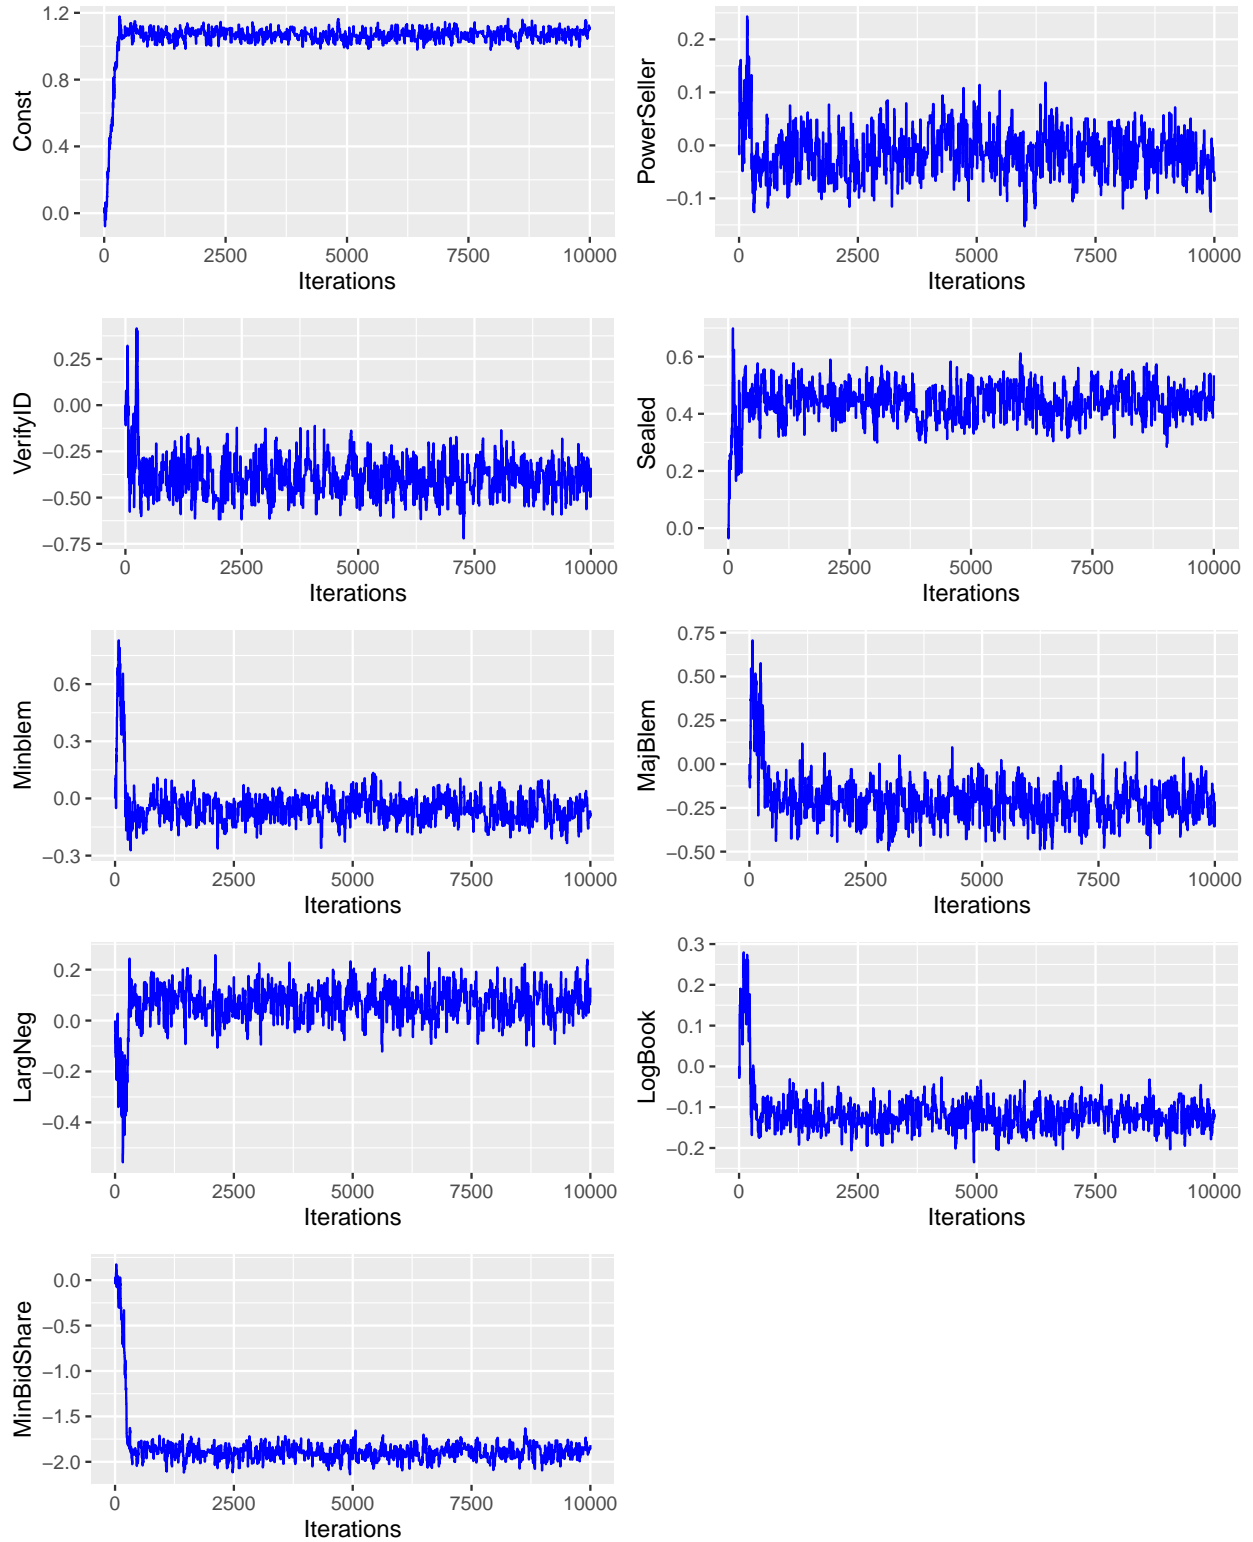 Const
1.2
0.8
0.4
0.0
0 2500 5000 7500 10000
Iterations
PowerSeller
0.2
0.1
0.0
−0.1
0 2500 5000 7500 10000
Iterations
VerifyID
0.25
0.00
−0.25
−0.50
−0.75
0 2500 5000 7500 10000
Iterations
Sealed
0.6
0.4
0.2
0.0
0 2500 5000 7500 10000
Iterations
Minblem
0.6
0.3
0.0
−0.3
0 2500 5000 7500 10000
Iterations
MajBlem
0.75
0.50
0.25
0.00
−0.25
−0.50
0 2500 5000 7500 10000
Iterations
LargNeg
0.2
0.0
−0.2
−0.4
0 2500 5000 7500 10000
Iterations
LogBook
0.3
0.2
0.1
0.0
−0.1
−0.2
0 2500 5000 7500 10000
Iterations
MinBidShare
0.0
−0.5
−1.0
−1.5
−2.0
0 2500 5000 7500 10000
Iterations